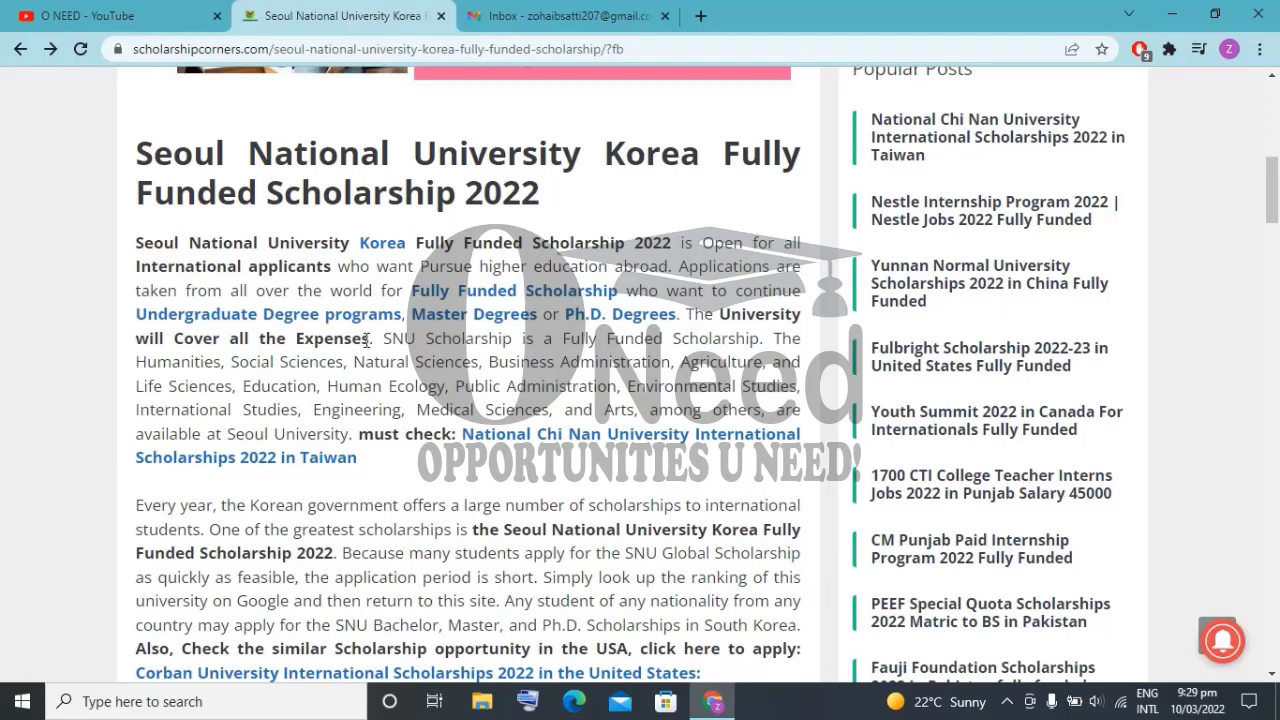 O NEED - YouTube
Seoul National University Korea F
Inbox - zohaibsatti207@gmail.co
scholarshipcorners.com/seoul-national-university-korea-fully-funded-scholarship/?fb
9
Z
Popular Posts
Seoul National University Korea Fully
Funded Scholarship 2022
Seoul National University Korea Fully Funded Scholarship 2022 is Open for all
International applicants who want Pursue higher education abroad. Applications are
taken from all over the world for Fully Funded Scholarship who want to continue
Undergraduate Degree programs, Master Degrees or Ph.D. Degrees. The University
will Cover all the Expenses. SNU Scholarship is a Fully Funded Scholarship. The
Humanities, Social Sciences, Natural Sciences, Business Administration, Agriculture, and
Life Sciences, Education, Human Ecology, Public Administration, Environmental Studies,
International Studies, Engineering, Medical Sciences, and Arts, among others, are
available at Seoul University. must check: National Chi Nan University International
Scholarships 2022 in Taiwan
Every year, the Korean government offers a large number of scholarships to international
students. One of the greatest scholarships is the Seoul National University Korea Fully
Funded Scholarship 2022. Because many students apply for the SNU Global Scholarship
as quickly as feasible, the application period is short. Simply look up the ranking of this
university on Google and then return to this site. Any student of any nationality from any
country may apply for the SNU Bachelor, Master, and Ph.D. Scholarships in South Korea.
Also, Check the similar Scholarship opportunity in the USA, click here to apply:
Corban University International Scholarships 2022 in the United States:
O Need
OPPORTUNITIES U NEED!
National Chi Nan University
International Scholarships 2022 in
Taiwan
Nestle Internship Program 2022 |
Nestle Jobs 2022 Fully Funded
Yunnan Normal University
Scholarships 2022 in China Fully
Funded
Fulbright Scholarship 2022-23 in
United States Fully Funded
Youth Summit 2022 in Canada For
Internationals Fully Funded
1700 CTI College Teacher Interns
Jobs 2022 in Punjab Salary 45000
CM Punjab Paid Internship
Program 2022 Fully Funded
PEEF Special Quota Scholarships
2022 Matric to BS in Pakistan
Fauji Foundation Scholarships
Type here to search
22°C Sunny
ENG
INTL
9:29 pm
10/03/2022